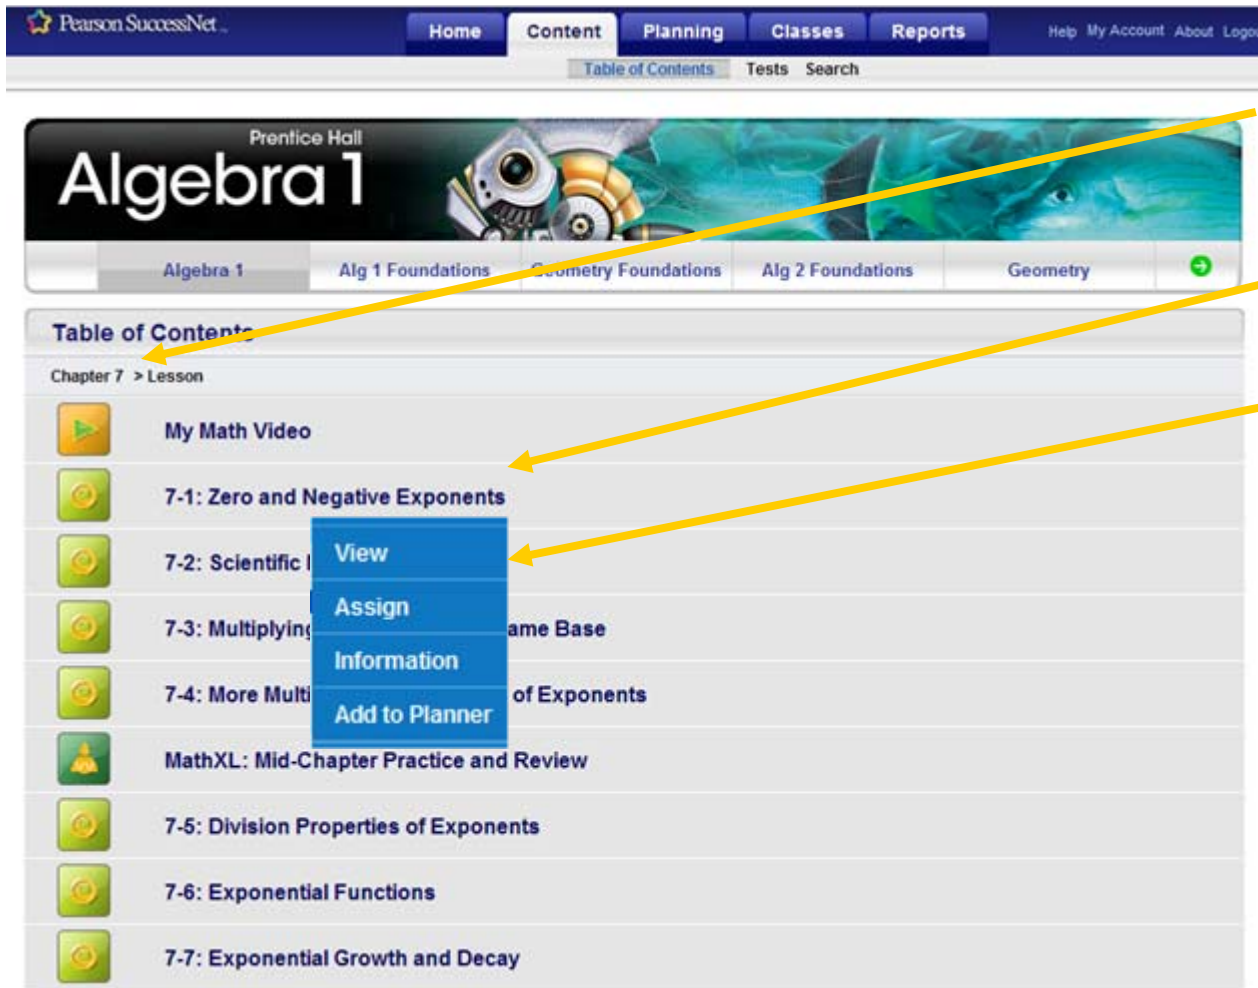 Pearson SuccessNet
Home Content Planning Classes Reports Help My Account About
Table of Contents Tests Search
Prentice Hall
Algebra 1
Algebra 1 Alg 1 Foundations Geometry Foundations Alg 2 Foundations Geometry
Table of Contents
Chapter 7 > Lesson
My Math Video
7-1: Zero and Negative Exponents
View
7-2: Scientific
Assign
7-3: Multiplying ame Base
Information
7-4: More Multi of Exponents
Add to Planner
MathXL: Mid-Chapter Practice and Review
7-5: Division Properties of Exponents
7-6: Exponential Functions
7-7: Exponential Growth and Decay